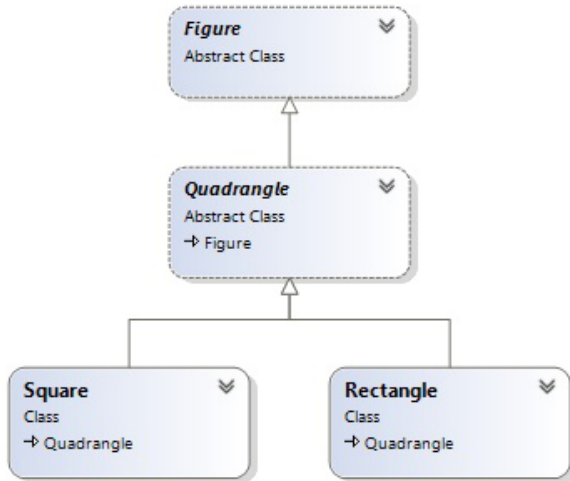 Figure
Abstract Class
Quadrangle
Abstract Class
Figure
Square
Class
Quadrangle
Rectangle
Class
Quadrangle